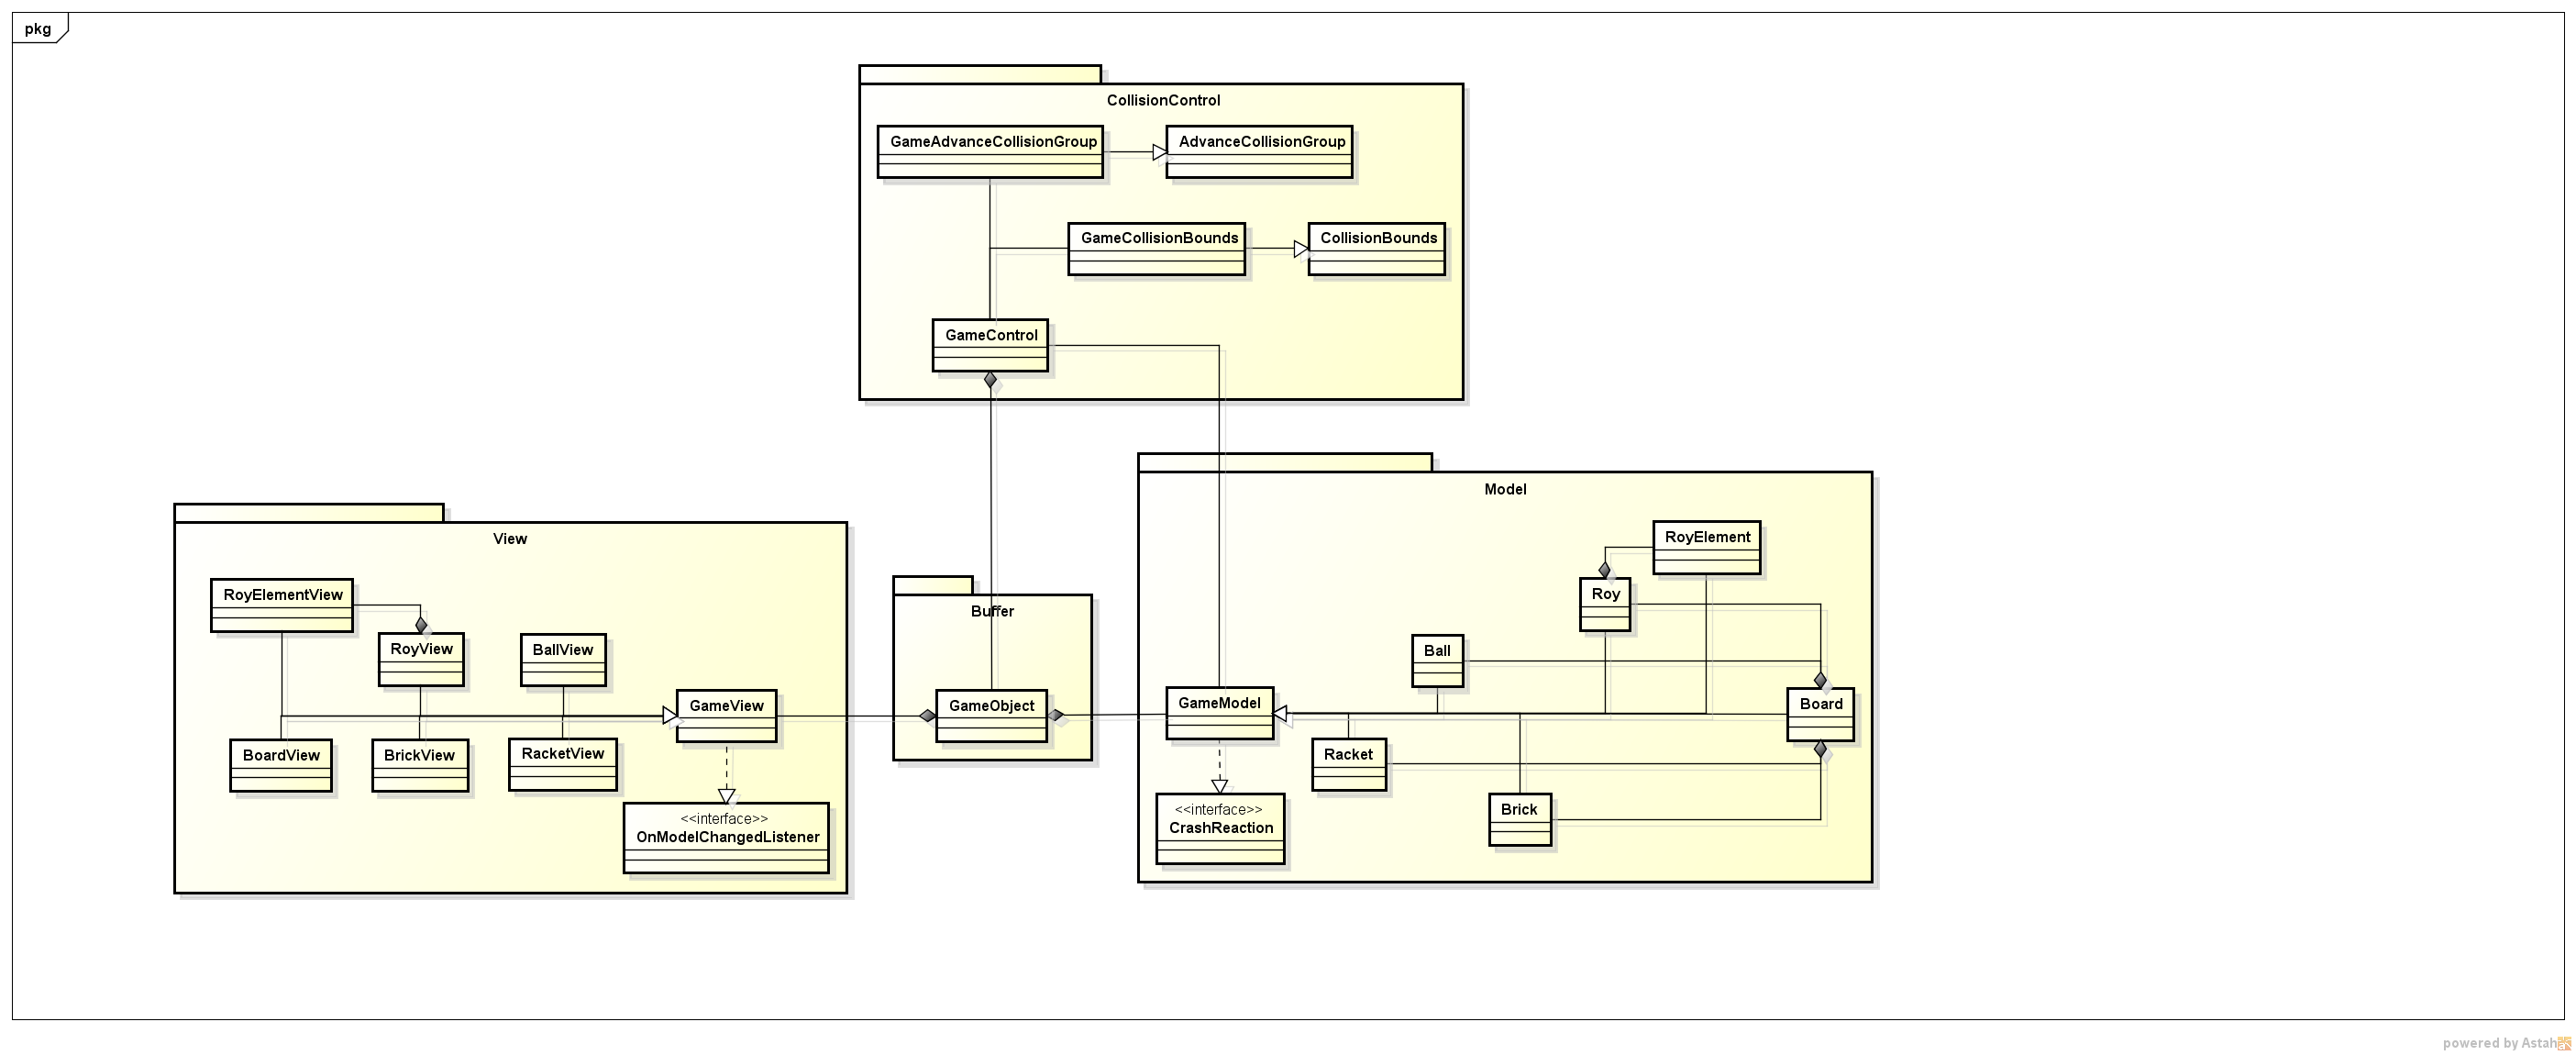 pkg
CollisionControl
GameAdvanceCollisionGroup
AdvanceCollisionGroup
GameCollisionBounds
CollisionBounds
GameControl
Model
RoyElement
Roy
Ball
GameModel
Board
Racket
Brick
<<interface>>
CrashReaction
View
RoyElementView
RoyView
BallView
GameView
BoardView
BrickView
RacketView
<<interface>>
OnModelChangedListener
Buffer
GameObject
powered by Astah